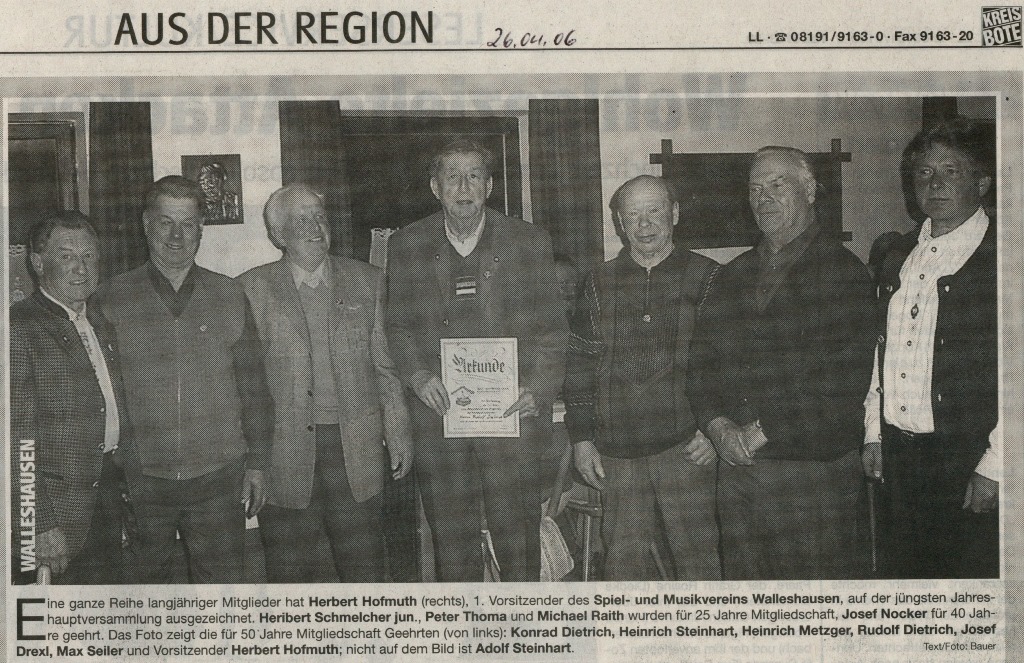 AUS DER REGION
26.04.06
LL · ☎ 08191/9163-0 · Fax 9163-20
KREIS
BOTE
Urkunde
WALLESHAUSEN
Eine ganze Reihe langjähriger Mitglieder hat Herbert Hofmuth (rechts), 1. Vorsitzender des Spiel- und Musikvereins Walleshausen, auf der jüngsten Jahres-
hauptversammlung ausgezeichnet. Heribert Schmelcher jun., Peter Thoma und Michael Raith wurden für 25 Jahre Mitgliedschaft, Josef Nocker für 40 Jah-
re geehrt. Das Foto zeigt die für 50 Jahre Mitgliedschaft Geehrten (von links): Konrad Dietrich, Heinrich Steinhart, Heinrich Metzger, Rudolf Dietrich, Josef
Drexl, Max Seiler und Vorsitzender Herbert Hofmuth; nicht auf dem Bild ist Adolf Steinhart.
Text/Foto: Bauer